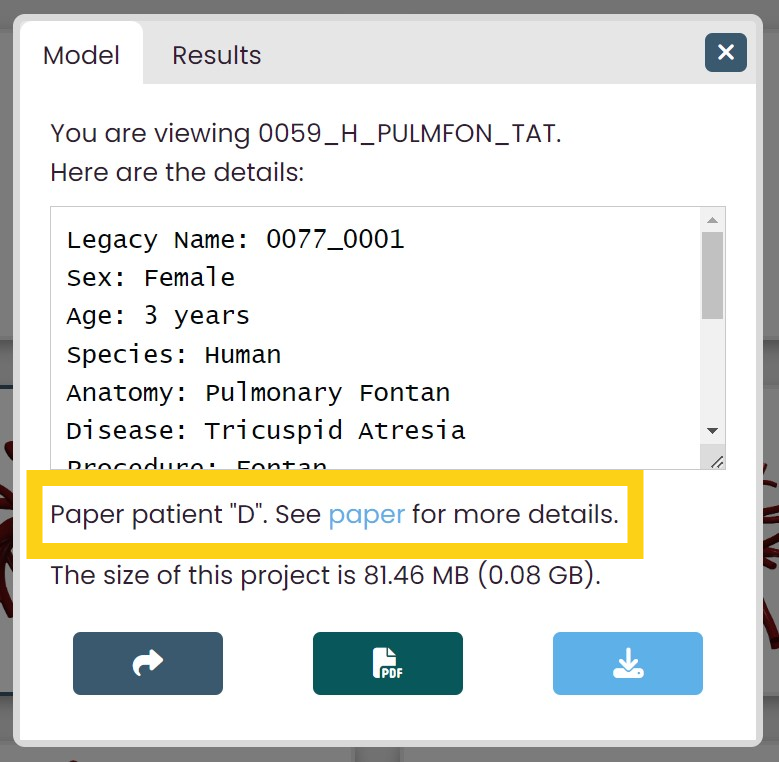 Model
Results
You are viewing 0059_H_PULMFON_TAT.
Here are the details:
Legacy Name: 0077_0001
Sex: Female
Age: 3 years
Species: Human
Anatomy: Pulmonary Fontan
Disease: Tricuspid Atresia
Procedure: Fontan
Paper patient "D". See paper for more details.
The size of this project is 81.46 MB (0.08 GB).
PDF